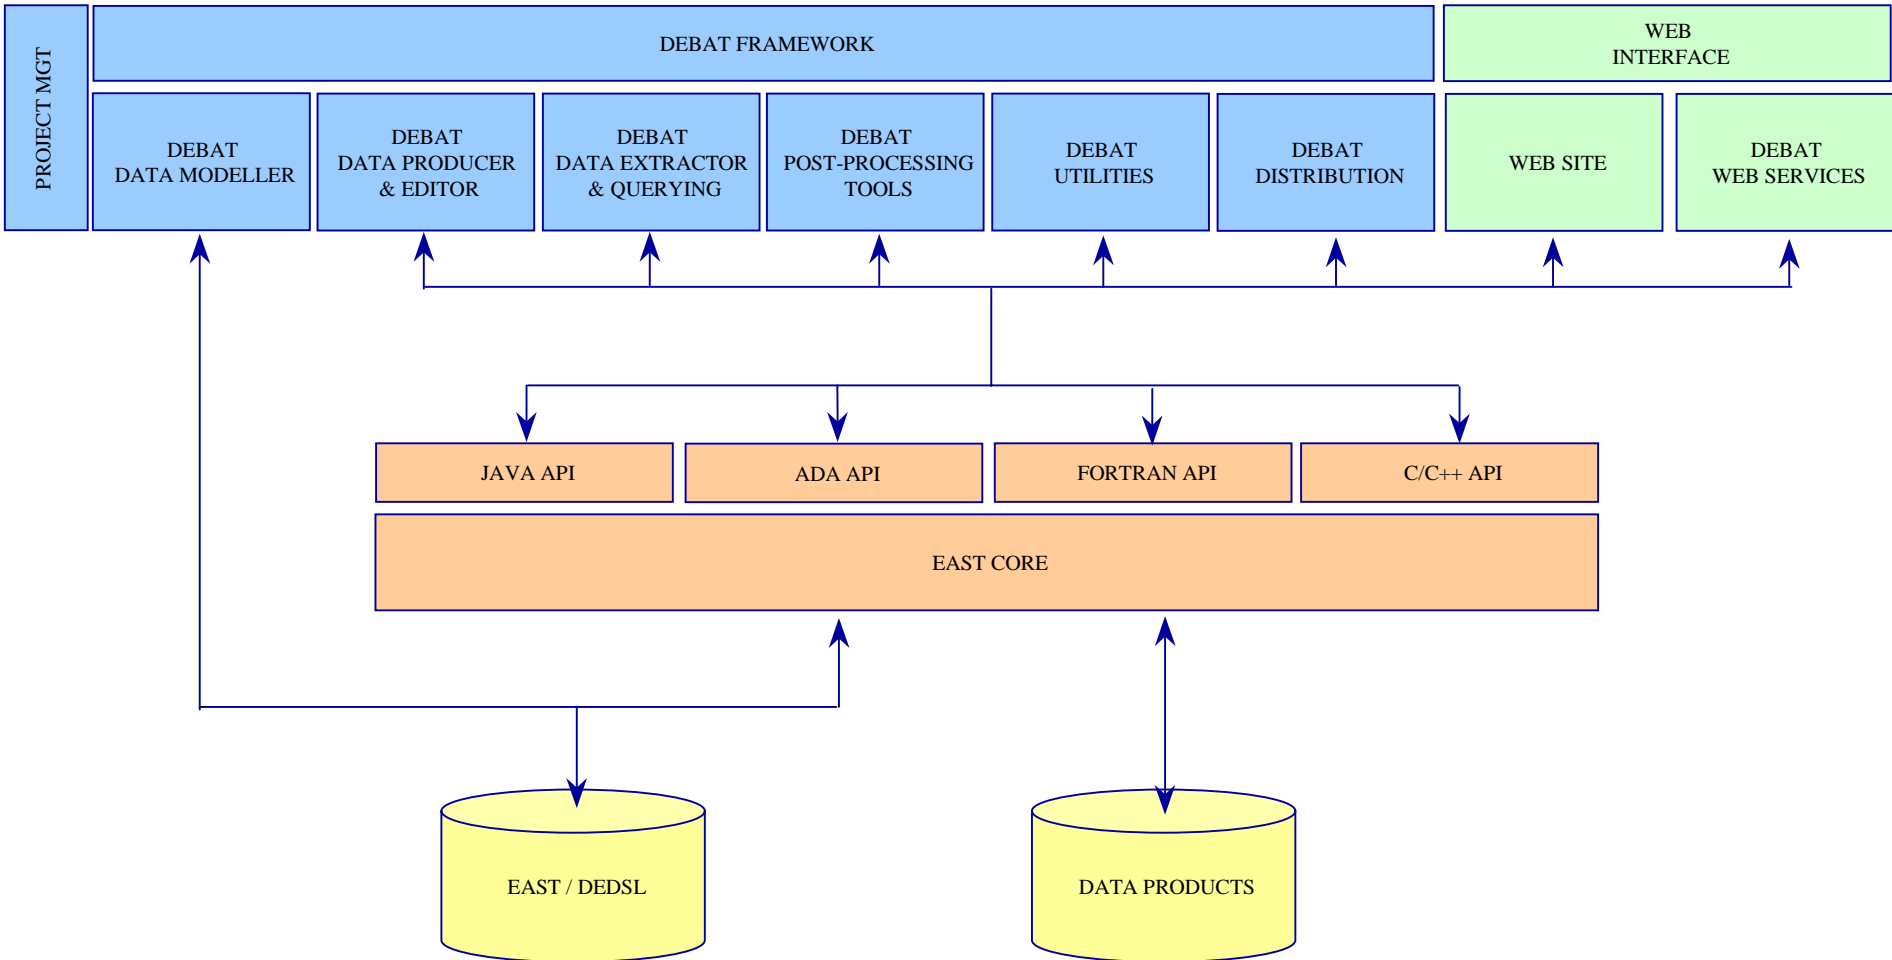 PROJECT MGT
DEBAT FRAMEWORK
WEB
INTERFACE
DEBAT
DATA MODELLER
DEBAT
DATA PRODUCER
& EDITOR
DEBAT
DATA EXTRACTOR
& QUERYING
DEBAT
POST-PROCESSING
TOOLS
DEBAT
UTILITIES
DEBAT
DISTRIBUTION
WEB SITE
DEBAT
WEB SERVICES
JAVA API
ADA API
FORTRAN API
C/C++ API
EAST CORE
EAST / DEDSL
DATA PRODUCTS